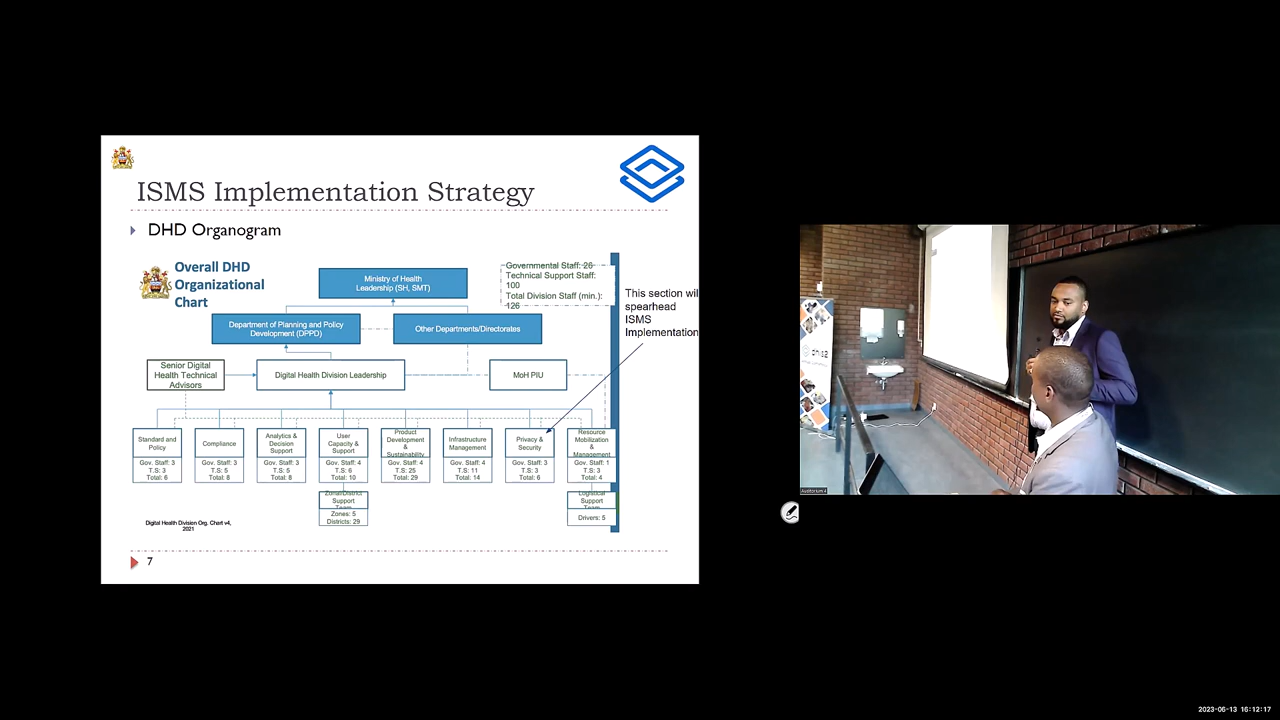 ISMS Implementation Strategy
DHD Organogram
Overall DHD
Organizational
Chart
Ministry of Health
Leadership (SH, SMT)
Governmental Staff: 26
Technical Support Staff:
100
Total Division Staff (min.):
126
This section will
spearhead
ISMS
Implementation
Department of Planning and Policy
Development (DPPD)
Other Departments/Directorates
Senior Digital
Health Technical
Advisors
Digital Health Division Leadership
MoH PIU
Standard and
Policy
Gov. Staff: 3
T.S: 3
Total: 6
Compliance
Gov. Staff: 3
T.S: 5
Total: 8
Analytics &
Decision
Support
Gov. Staff: 3
T.S: 5
Total: 8
User
Capacity &
Support
Gov. Staff: 4
T.S: 6
Total: 10
Product
Development
&
Sustainability
Gov. Staff: 4
T.S: 25
Total: 29
Infrastructure
Management
Gov. Staff: 4
T.S: 11
Total: 14
Privacy &
Security
Gov. Staff: 3
T.S: 3
Total: 6
Resource
Mobilization
&
Management
Gov. Staff: 1
T.S: 3
Total: 4
Zonal/District
Support
Team
Zones: 5
Districts: 29
Logistical
Support
Team
Drivers: 5
Digital Health Division Org. Chart v4,
2021
7
Auditorium A
2023-06-13 16:12:17